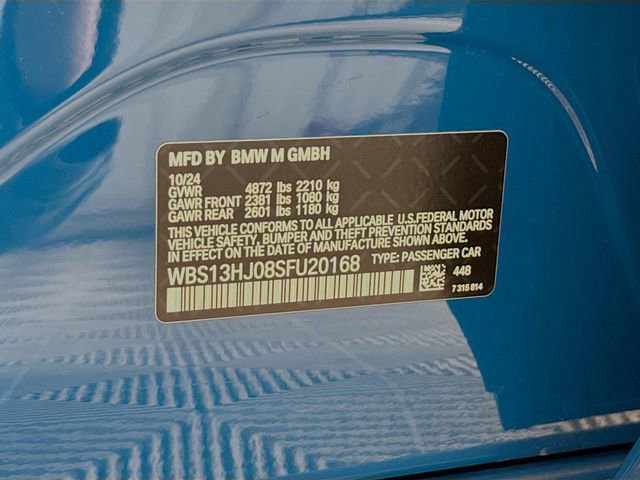 MFD BY BMW M GMBH
10/24
GVWR 4872 lbs 2210 kg
GAWR FRONT 2381 lbs 1080 kg
GAWR REAR 2601 lbs 1180 kg
THIS VEHICLE CONFORMS TO ALL APPLICABLE U.S.FEDERAL MOTOR
VEHICLE SAFETY, BUMPER AND THEFT PREVENTION STANDARDS
IN EFFECT ON THE DATE OF MANUFACTURE SHOWN ABOVE.
WBS13HJ08SFU20168 TYPE: PASSENGER CAR
448
7 315 814